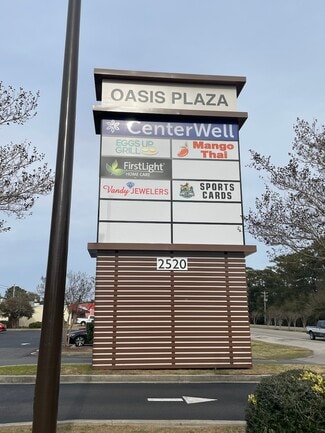 OASIS PLAZA
CenterWell
EGGS UP
GRILL
Mango
Thai
FirstLight
HOME CARE
Vandy JEWELERS
SPORTS
CARDS
2520